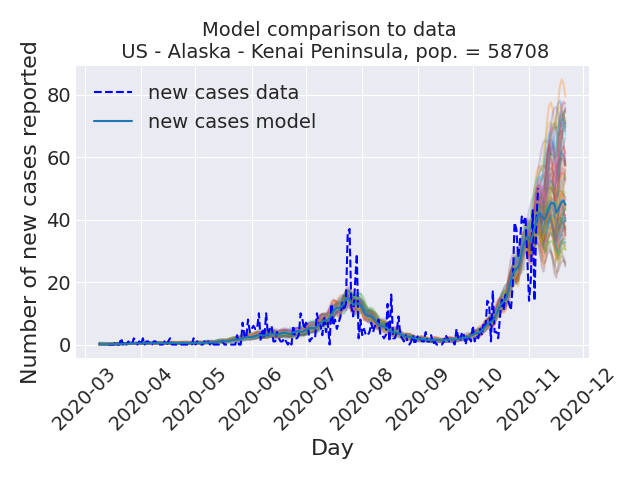 Model comparison to data
US - Alaska - Kenai Peninsula, pop. = 58708
Number of new cases reported
new cases data
new cases model
80
60
40
20
0
2020-03
2020-04
2020-05
2020-06
2020-07
2020-08
2020-09
2020-10
2020-11
2020-12
Day